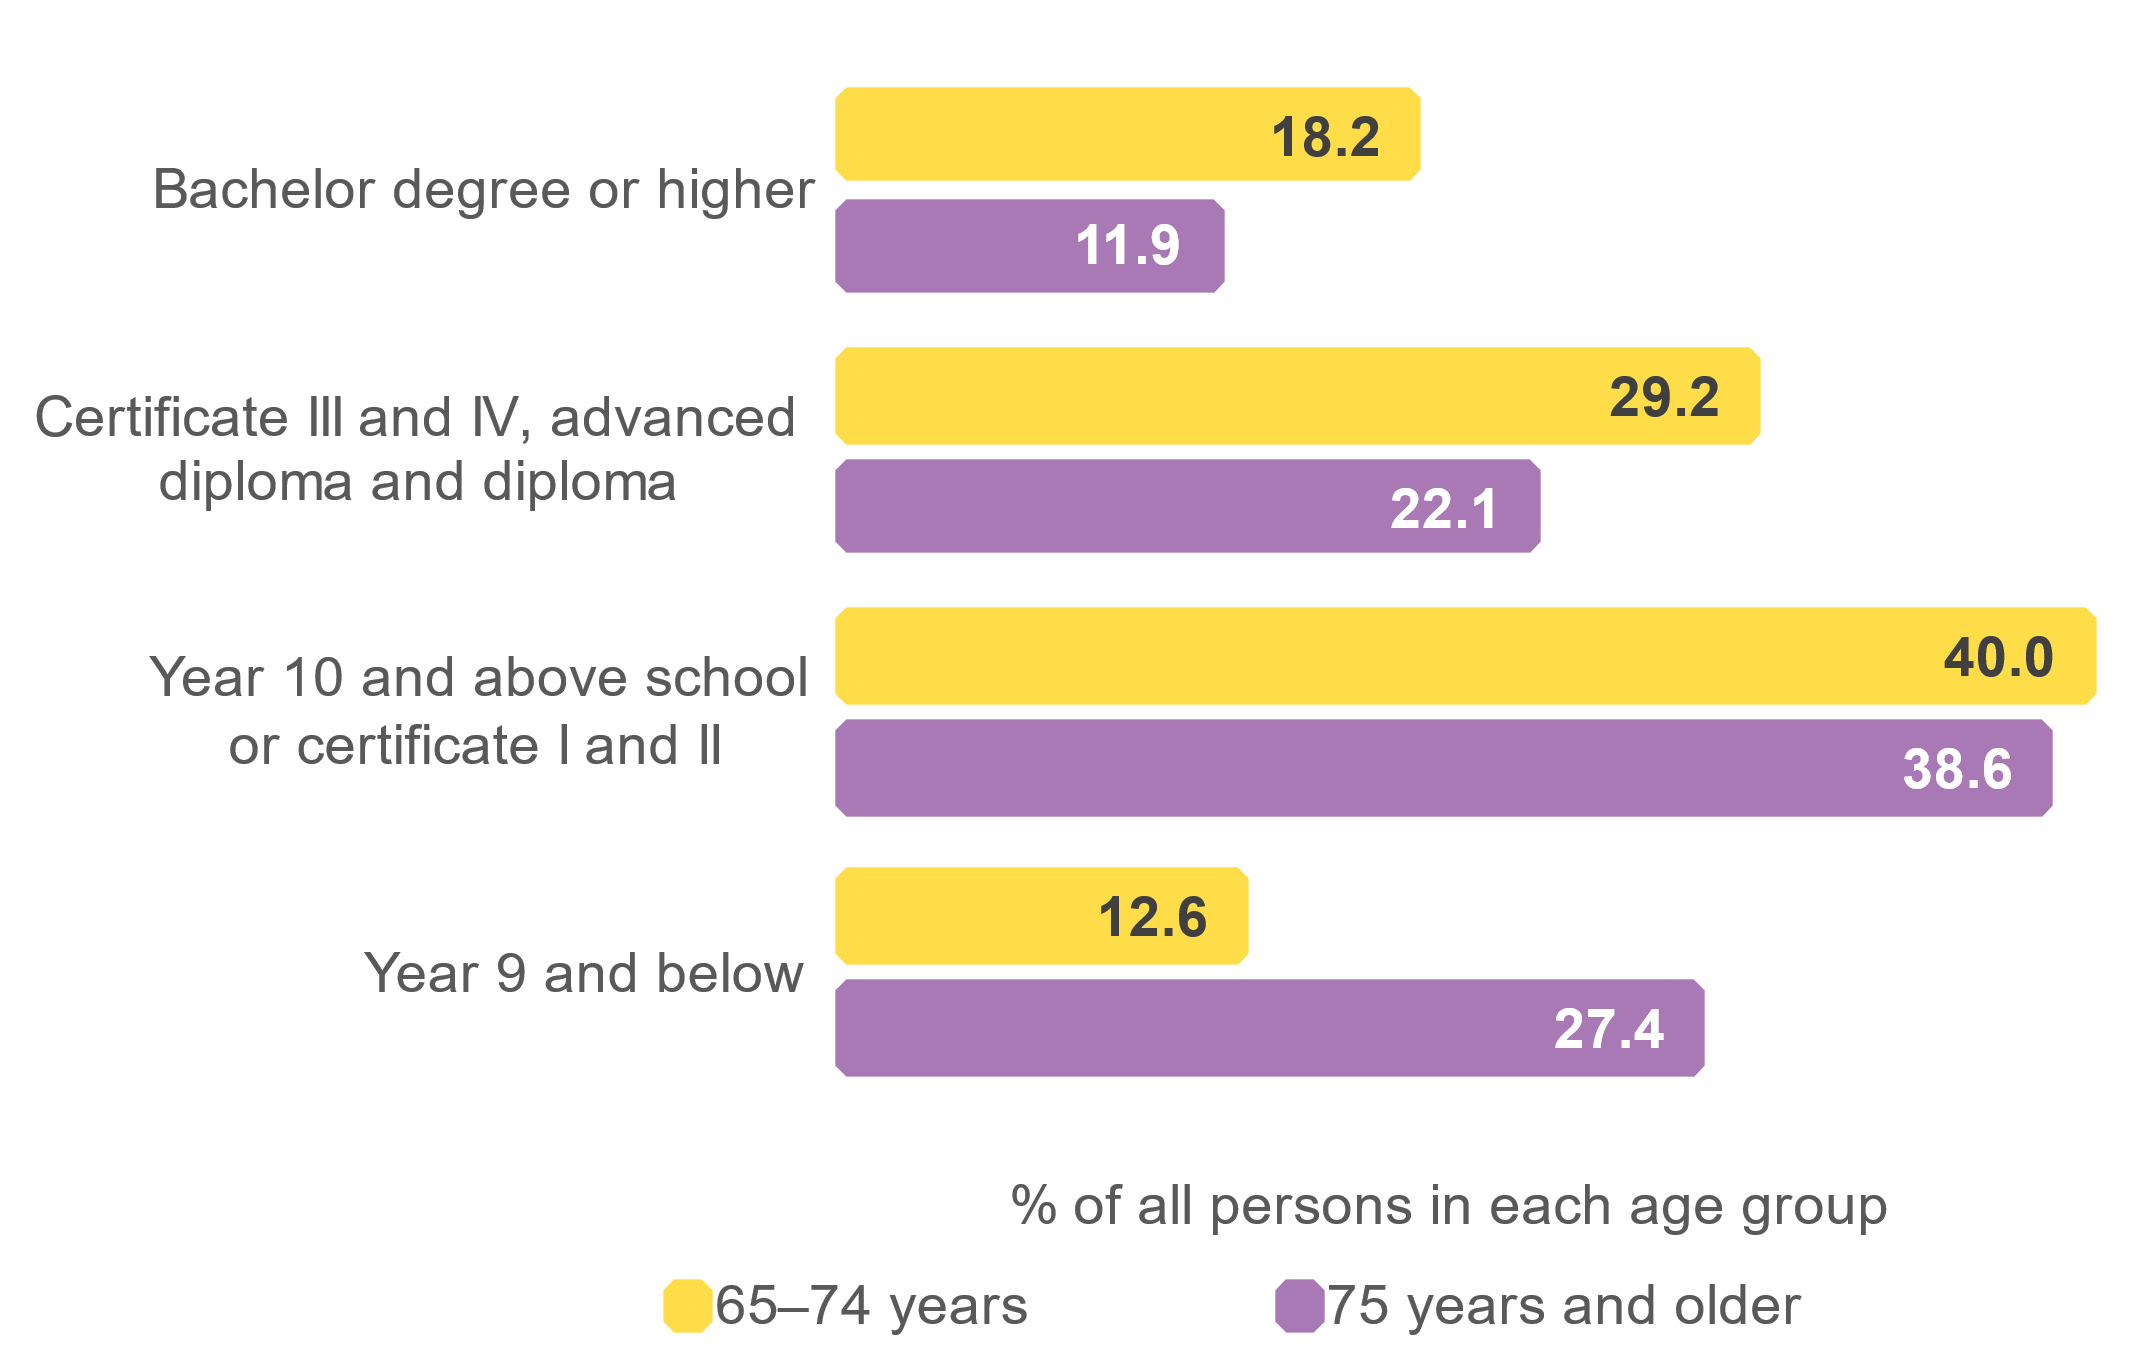 18.2
Bachelor degree or higher
11.9
29.2
Certificate III and IV, advanced
diploma and diploma
22.1
40.0
Year 10 and above school
or certificate I and II
38.6
12.6
Year 9 and below
27.4
% of all persons in each age group
65–74 years
75 years and older